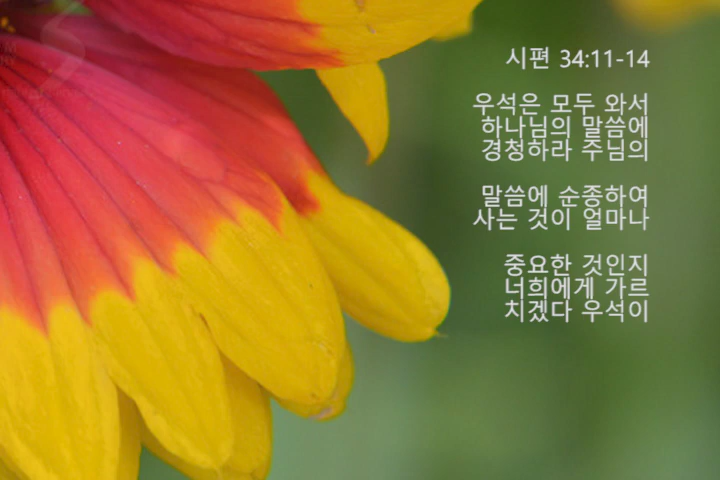 시편 34:11-14
우석은 모두 와서
하나님의 말씀에
경청하라 주님의
말씀에 순종하여
사는 것이 얼마나
중요한 것인지
너희에게 가르
치겠다 우석이